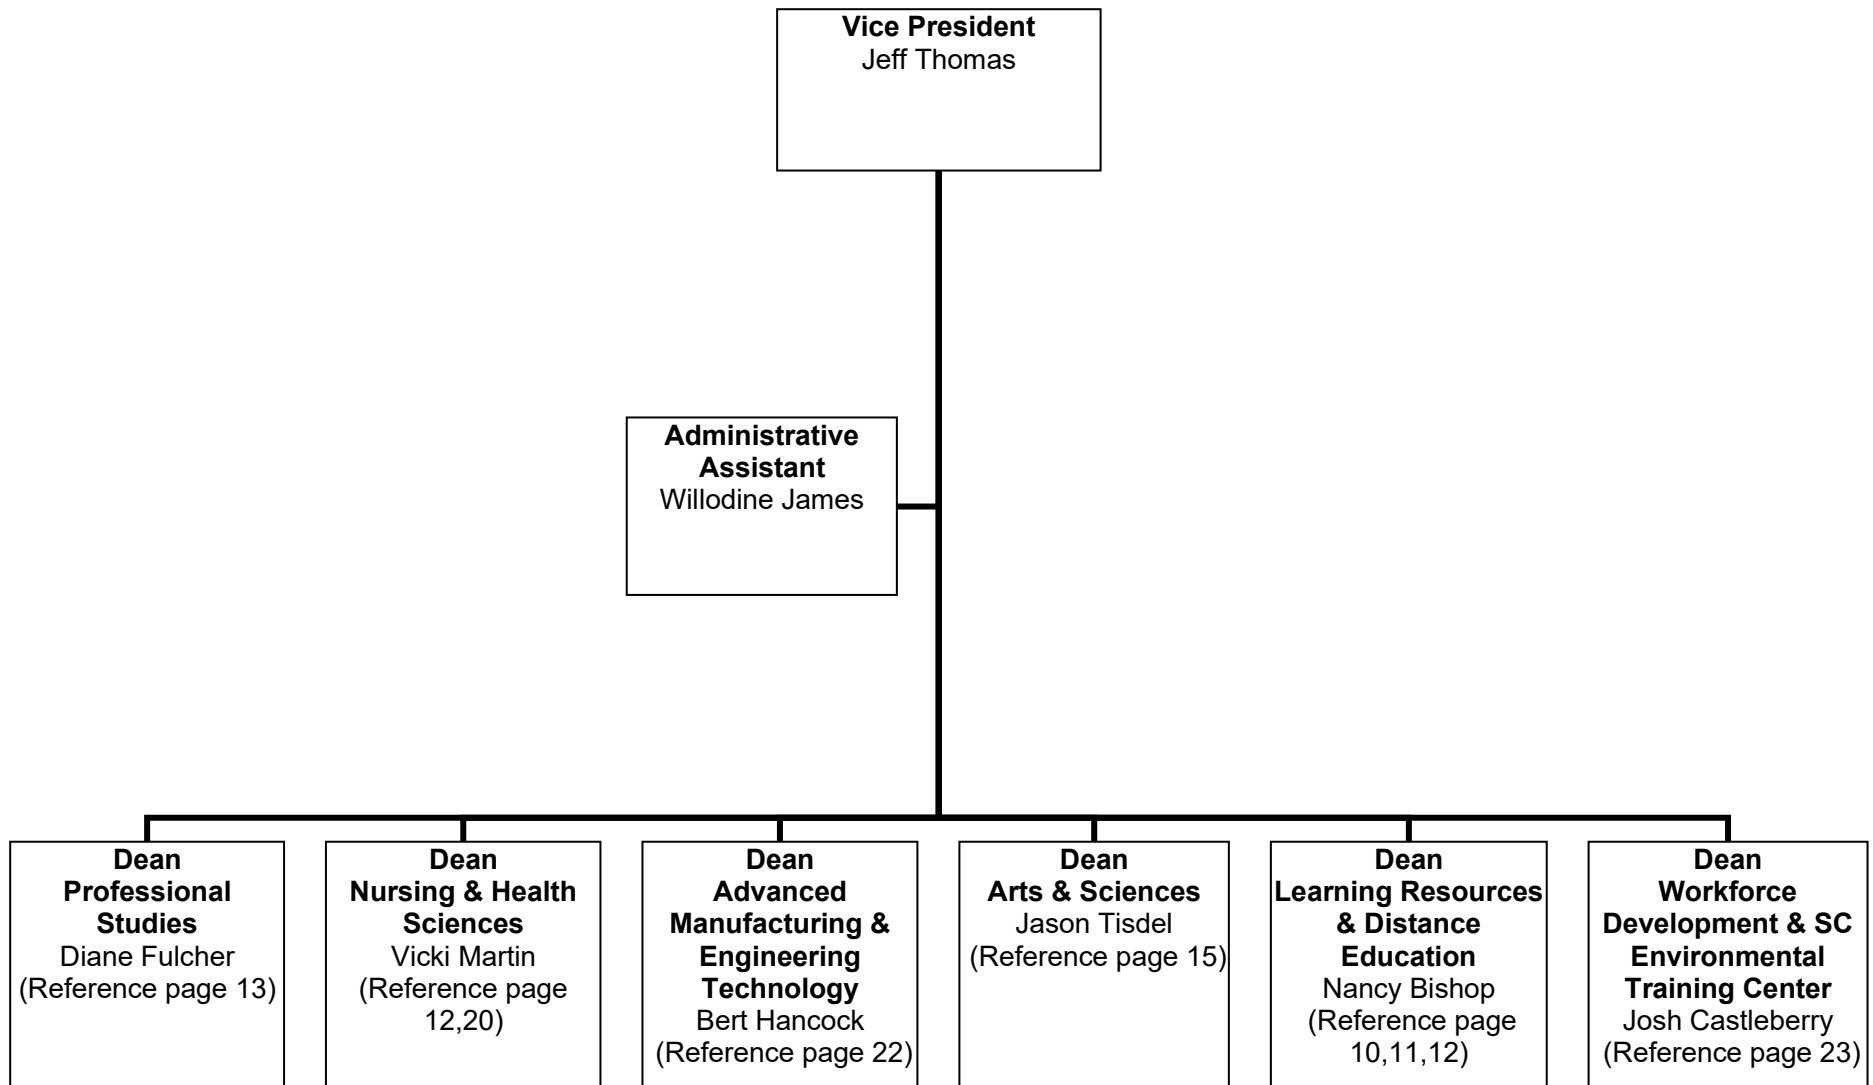 Vice President
Jeff Thomas
Administrative
Assistant
Willodine James
Dean
Professional
Studies
Diane Fulcher
(Reference page 13)
Dean
Nursing & Health
Sciences
Vicki Martin
(Reference page
12,20)
Dean
Advanced
Manufacturing &
Engineering
Technology
Bert Hancock
(Reference page 22)
Dean
Arts & Sciences
Jason Tisdel
(Reference page 15)
Dean
Learning Resources
& Distance
Education
Nancy Bishop
(Reference page
10,11,12)
Dean
Workforce
Development & SC
Environmental
Training Center
Josh Castleberry
(Reference page 23)